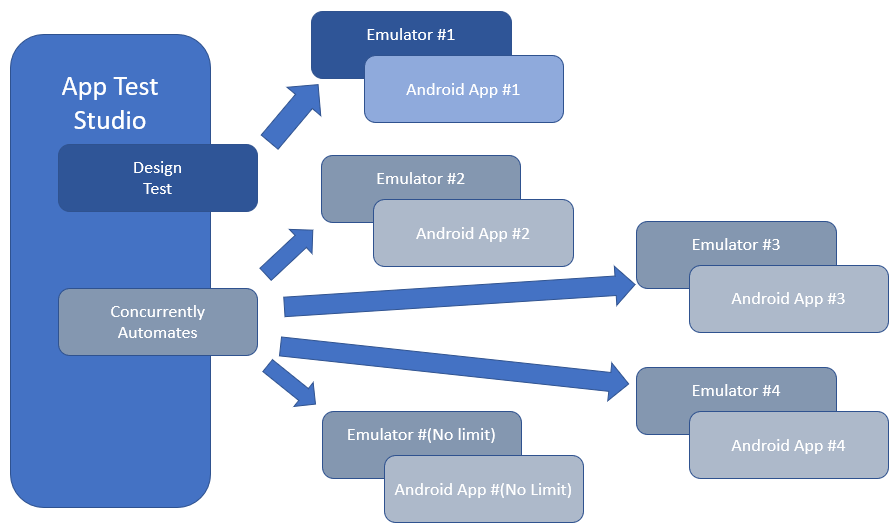 App Test
Studio
Design
Test
Concurrently
Automates
Emulator #1
Android App #1
Emulator #2
Android App #2
Emulator #3
Android App #3
Emulator #4
Android App #4
Emulator #(No limit)
Android App #(No Limit)